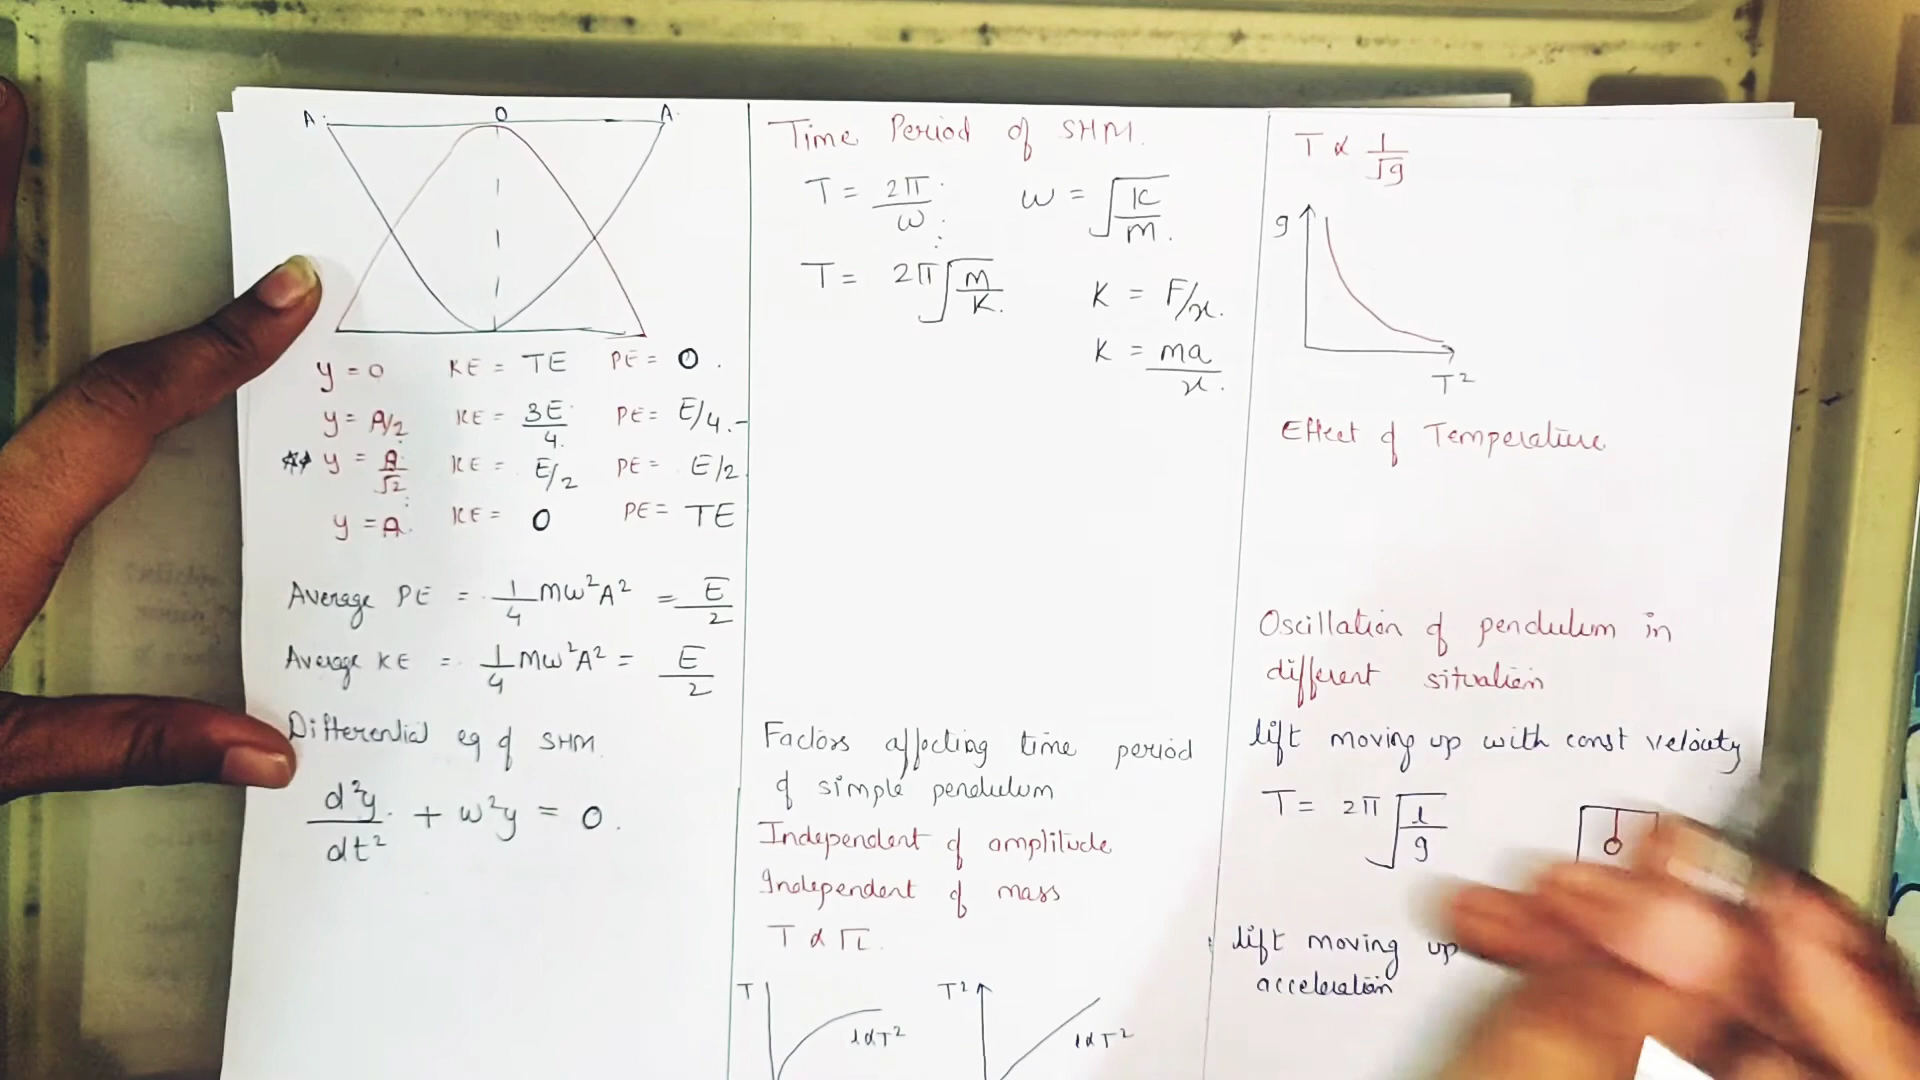 A O A
y = 0 KE = TE PE = 0.
y = A/2 KE = 3E/4. PE = E/4.-
y = A/√2 KE = E/2 PE = E/2
y = A. KE = 0 PE = TE
Average PE = 1/4 mω²A² = E/2
Average KE = 1/4 mω²A² = E/2
Differential eq of SHM.
d²y/dt² + ω²y = 0.
Time Period of SHM.
T = 2π/ω ω = √K/m.
T = 2π√m/K. K = F/x.
K = ma/x.
Factors affecting time period
of simple pendulum
Independent of amplitude
Independent of mass
T α √L.
T l α T²
T² l α T²
T α 1/√g
g
T²
Effect of Temperature
Oscillation of pendulum in
different situation
lift moving up with const velocity
T = 2π√l/g
lift moving up
acceleration